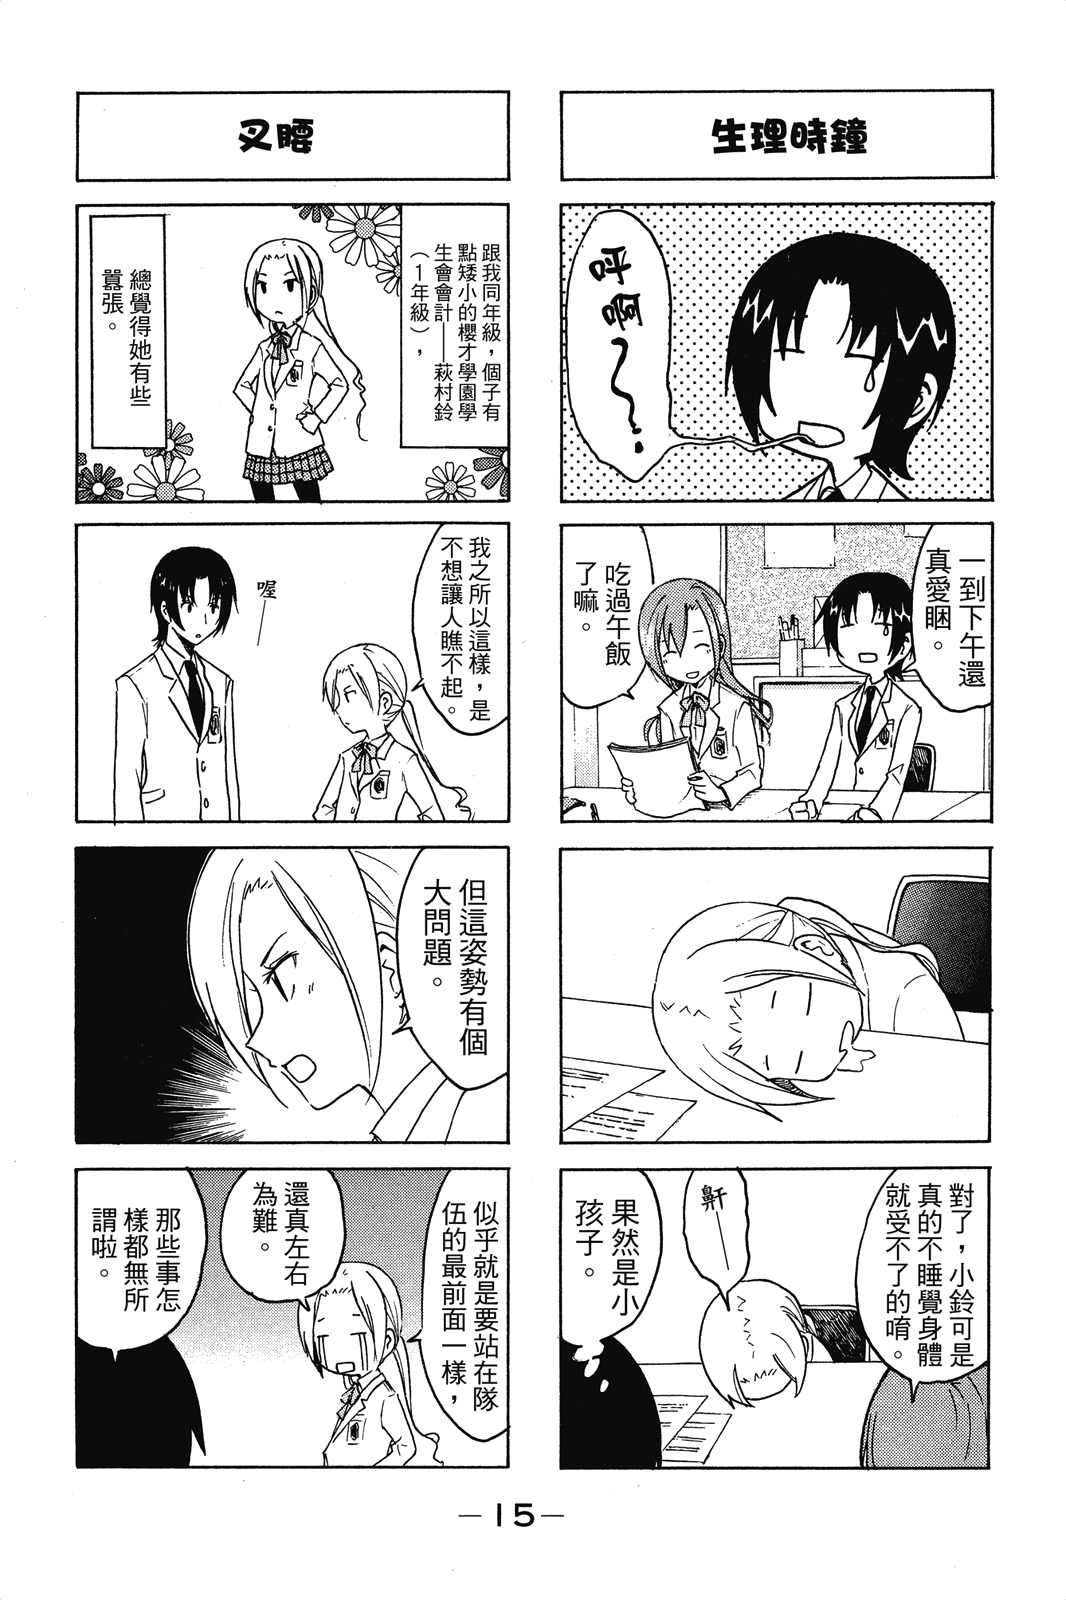 生理時鐘
呼啊～
一到下午還
真愛睏。
吃過午飯
了嘛。
對了，小鈴可是
真的不睡覺身體
就受不了的唷。
鼾—
果然是小
孩子。
叉腰
跟我同年級，個子有
點矮小的櫻才學園學
生會會計——萩村鈴
（1年級），
總覺得她有些
囂張。
我之所以這樣，是
不想讓人瞧不起。
喔—
但這姿勢有個
大問題。
似乎就是要站在隊
伍的最前面一樣，
還真左右
為難。
那些事怎
樣都無所
謂啦。
—15—